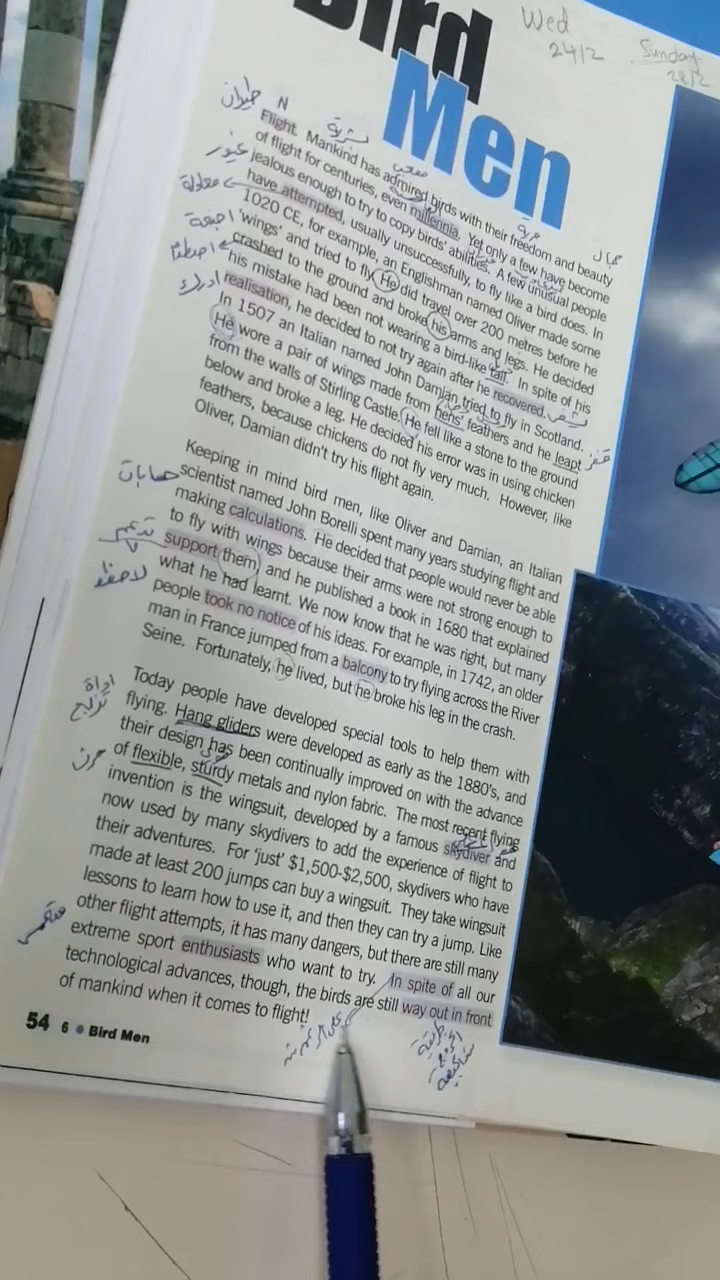 Bird
Men
Wed
24/2
Sunday
28/2
Flight. Mankind has admired birds with their freedom and beauty
of flight for centuries, even millennia. Yet only a few have become
jealous enough to try to copy birds' abilities. A few unusual people
have attempted, usually unsuccessfully, to fly like a bird does. In
1020 CE, for example, an Englishman named Oliver made some
'wings' and tried to fly. He did travel over 200 metres before he
crashed to the ground and broke his arms and legs. He decided
his mistake had been not wearing a bird-like tail. In spite of his
realisation, he decided to not try again after he recovered.
In 1507 an Italian named John Damian tried to fly in Scotland.
He wore a pair of wings made from hens' feathers and he leapt
from the walls of Stirling Castle. He fell like a stone to the ground
below and broke a leg. He decided his error was in using chicken
feathers, because chickens do not fly very much. However, like
Oliver, Damian didn't try his flight again.
Keeping in mind bird men, like Oliver and Damian, an Italian
scientist named John Borelli spent many years studying flight and
making calculations. He decided that people would never be able
to fly with wings because their arms were not strong enough to
support them, and he published a book in 1680 that explained
what he had learnt. We now know that he was right, but many
people took no notice of his ideas. For example, in 1742, an older
man in France jumped from a balcony to try flying across the River
Seine. Fortunately, he lived, but he broke his leg in the crash.
Today people have developed special tools to help them with
flying. Hang gliders were developed as early as the 1880's, and
their design has been continually improved on with the advance
of flexible, sturdy metals and nylon fabric. The most recent flying
invention is the wingsuit, developed by a famous skydiver and
now used by many skydivers to add the experience of flight to
their adventures. For 'just' $1,500-$2,500, skydivers who have
made at least 200 jumps can buy a wingsuit. They take wingsuit
lessons to learn how to use it, and then they can try a jump. Like
other flight attempts, it has many dangers, but there are still many
extreme sport enthusiasts who want to try. In spite of all our
technological advances, though, the birds are still way out in front
of mankind when it comes to flight!
54 6 Bird Men
N
طيران
بشرية
غيور
حرية
جمال
محاولة
اجنحة
ادرك
قفز
حسابات
تدعم
اداة
مرن